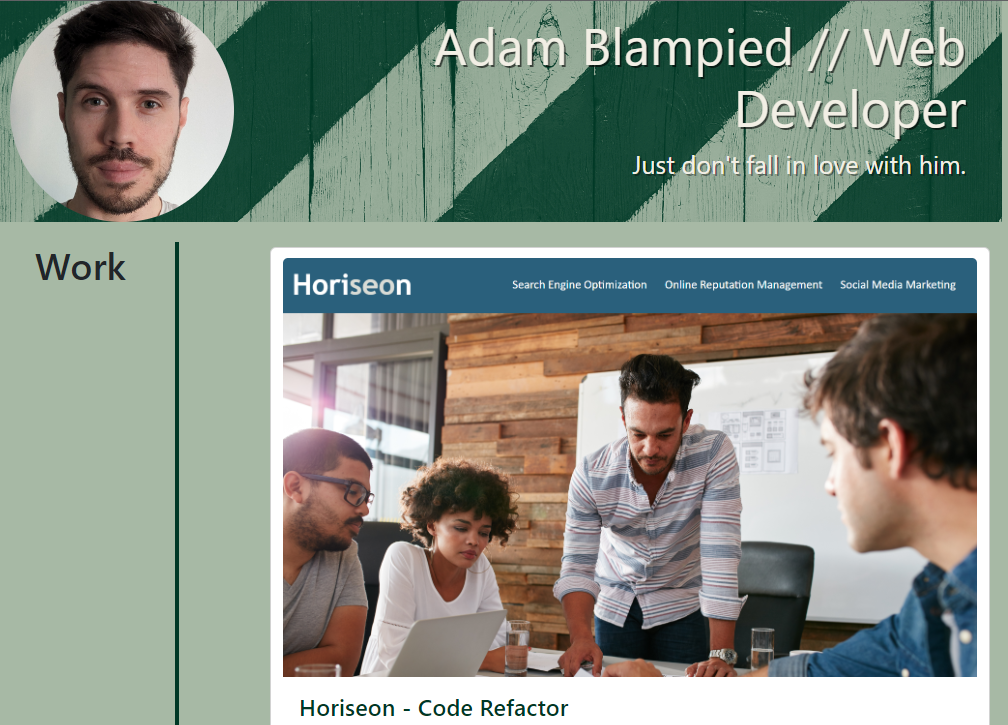 Adam Blampied // Web
Developer
Just don't fall in love with him.
Work
Horiseon
Search Engine Optimization Online Reputation Management Social Media Marketing
Horiseon - Code Refactor